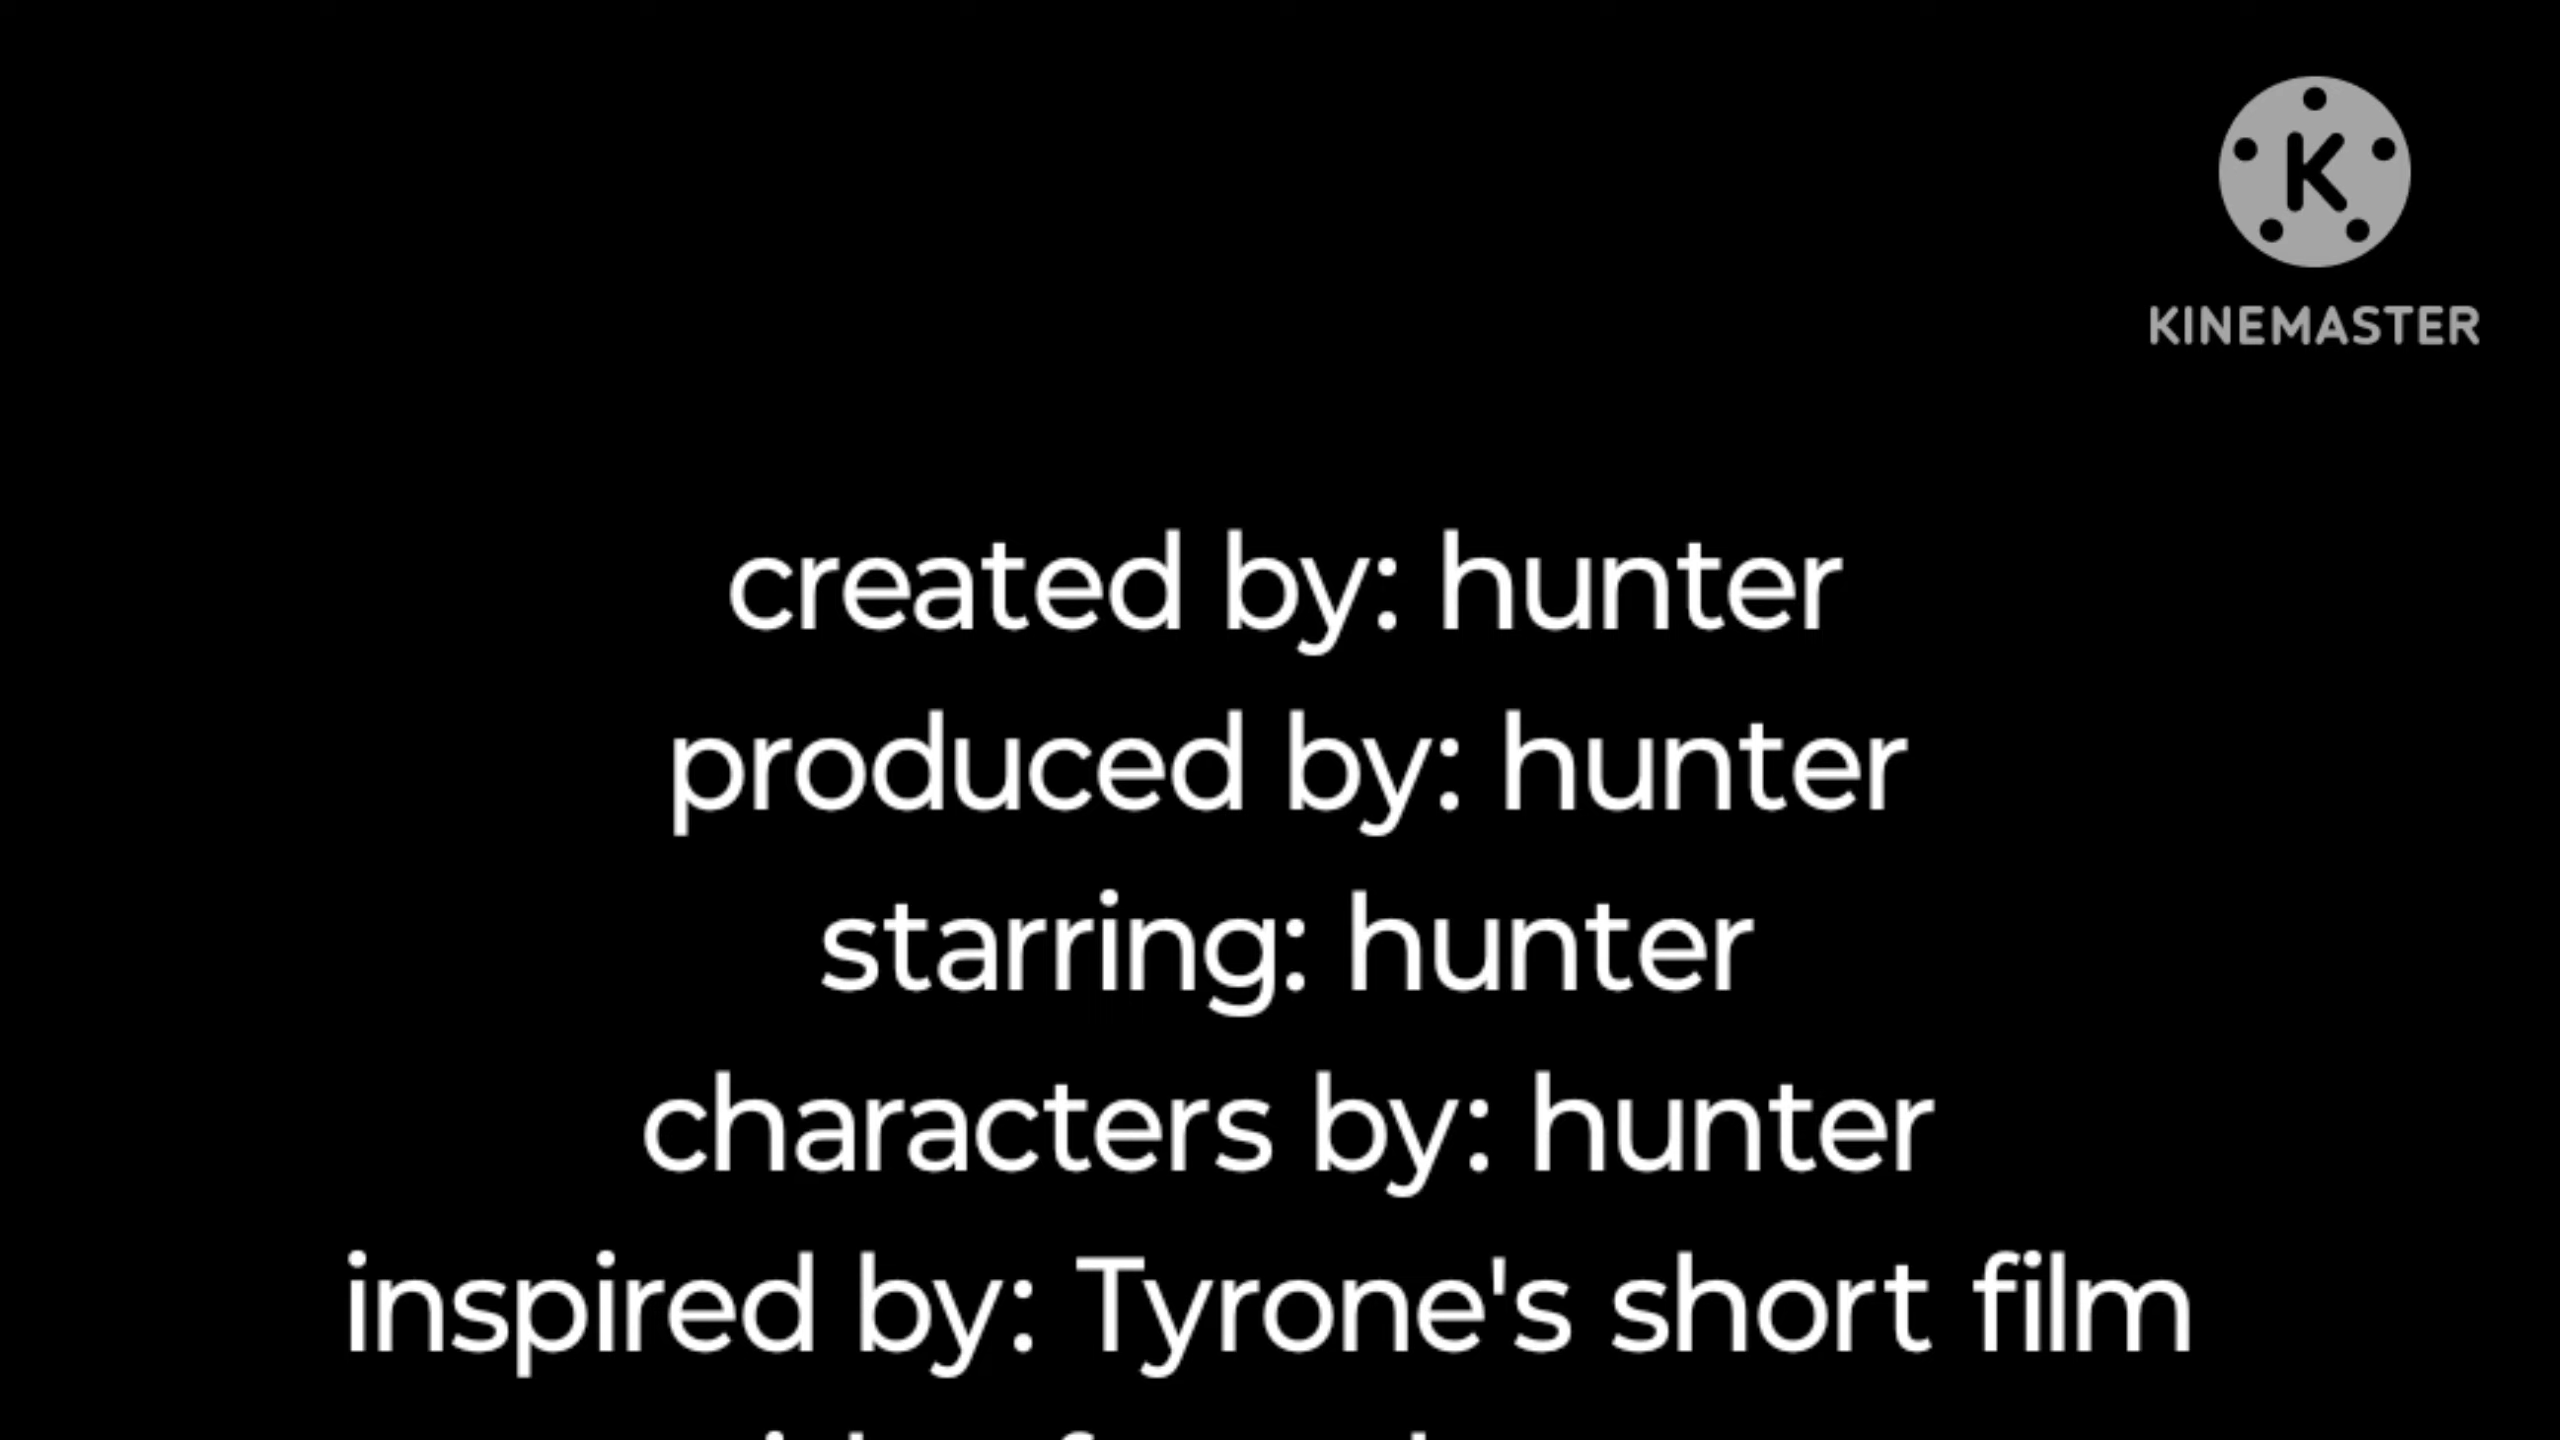 KINEMASTER
created by: hunter
produced by: hunter
starring: hunter
characters by: hunter
inspired by: Tyrone's short film